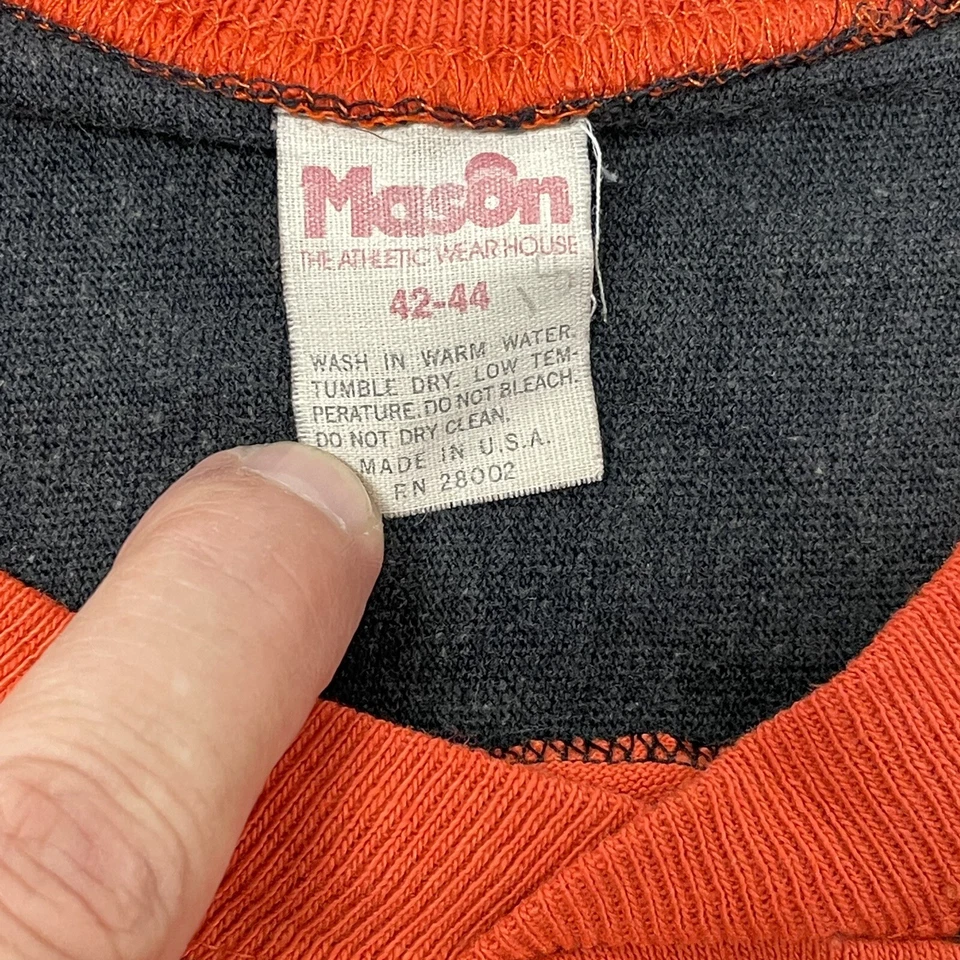 Mason
THE ATHLETIC WEAR HOUSE
42-44
WASH IN WARM WATER.
TUMBLE DRY. LOW TEM-
PERATURE. DO NOT BLEACH.
DO NOT DRY CLEAN.
MADE IN U.S.A.
RN 28002